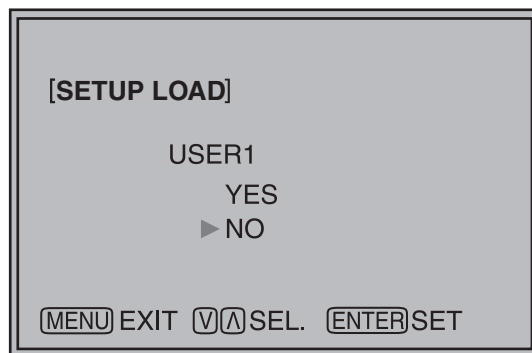 [SETUP LOAD]
USER1
YES
▶ NO
MENU EXIT V Λ SEL. ENTER SET